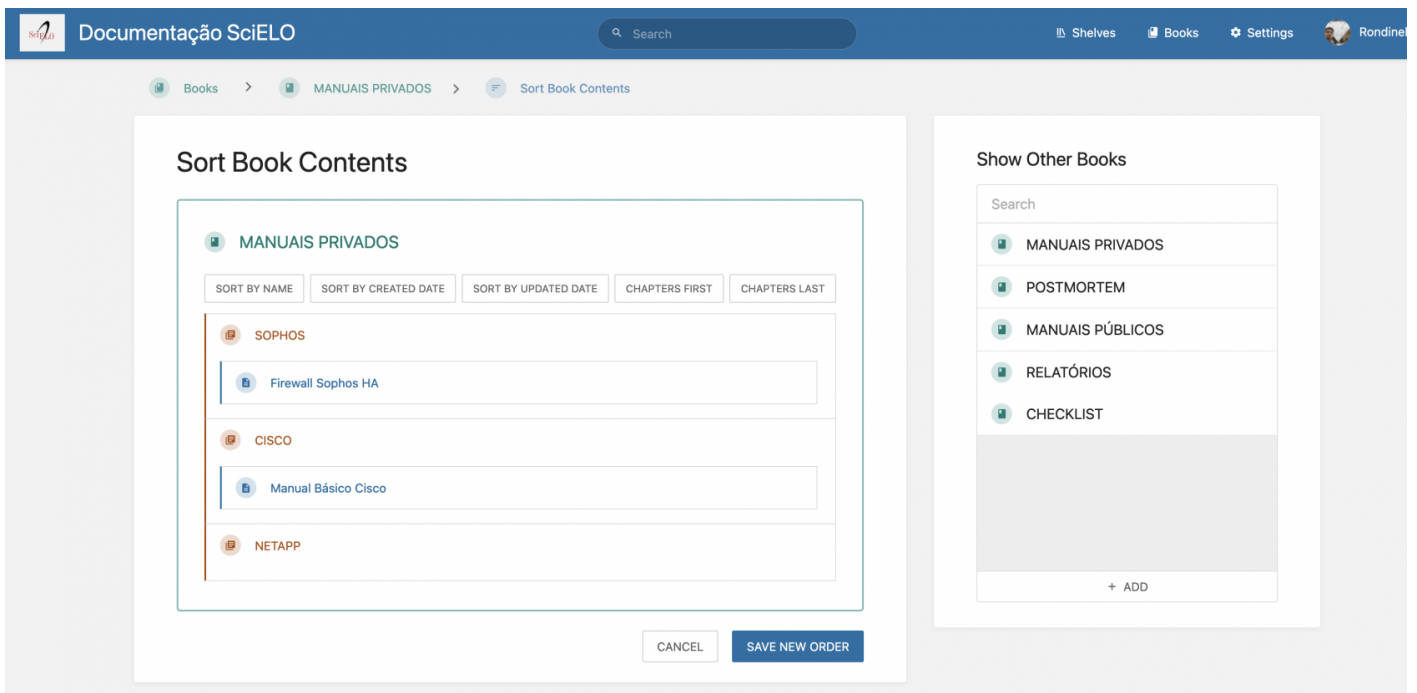 SciELO Documentação SciELO Search Shelves Books Settings Rondinel
Books > MANUAIS PRIVADOS > Sort Book Contents
Sort Book Contents
MANUAIS PRIVADOS
SORT BY NAME SORT BY CREATED DATE SORT BY UPDATED DATE CHAPTERS FIRST CHAPTERS LAST
SOPHOS
Firewall Sophos HA
CISCO
Manual Básico Cisco
NETAPP
CANCEL SAVE NEW ORDER
Show Other Books
Search
MANUAIS PRIVADOS
POSTMORTEM
MANUAIS PÚBLICOS
RELATÓRIOS
CHECKLIST
+ ADD